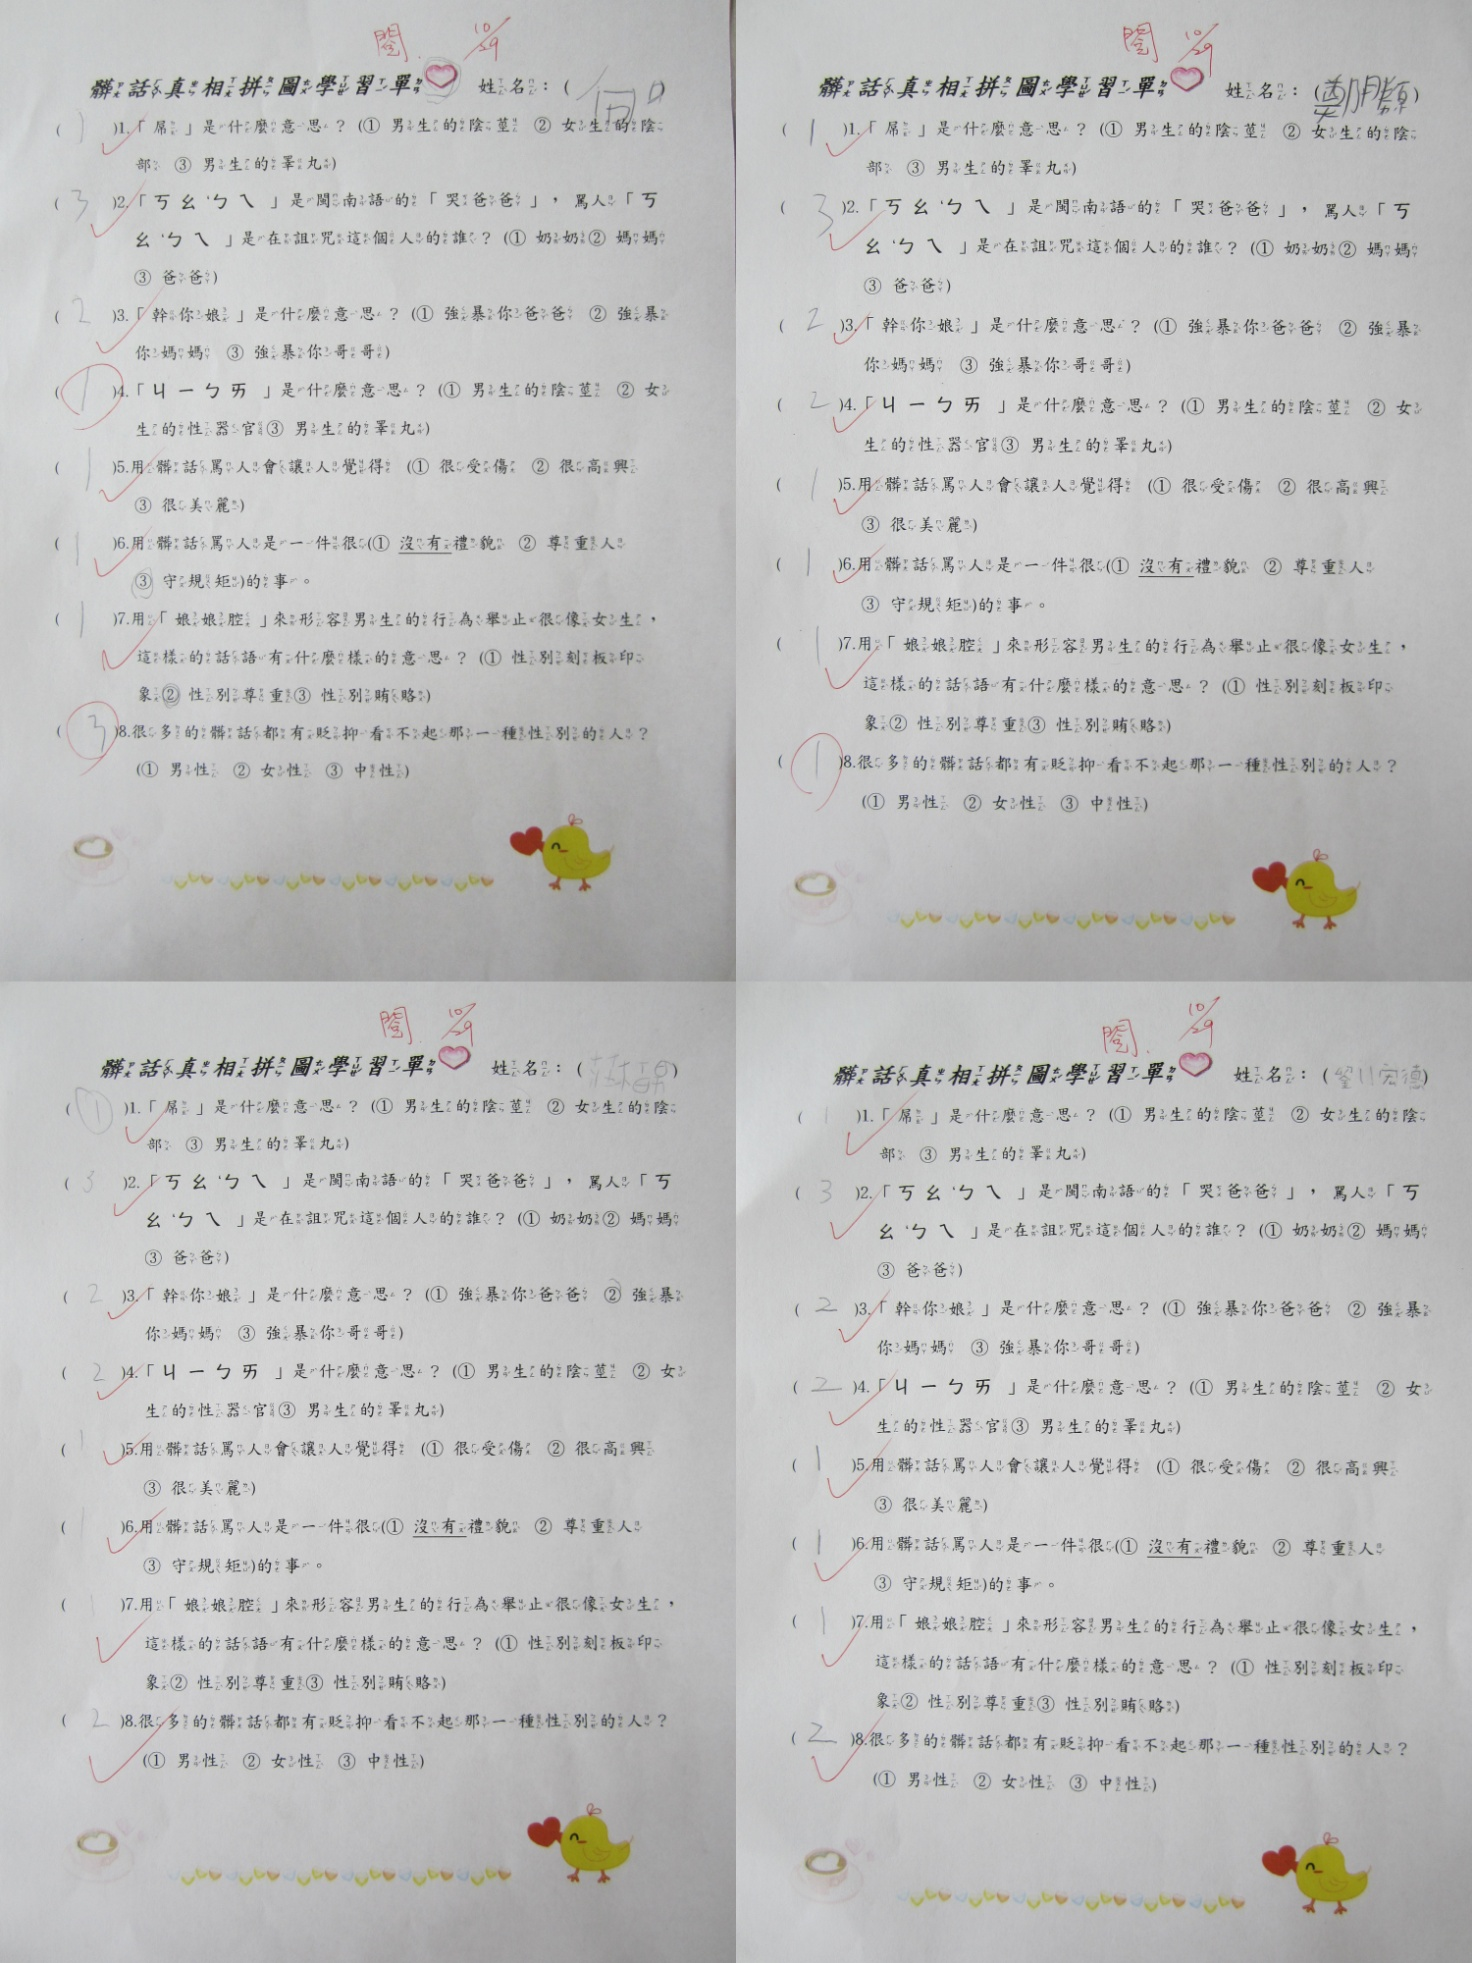 閱 10/29
髒話真相拼圖學習單 姓名：( )
( 1 )1.「 屌 」是什麼意思？ (① 男生的陰莖 ② 女生的陰
部 ③ 男生的睪丸)
( 3 )2.「ㄎㄠ ˙ㄅㄟ 」是閩南語的「 哭爸爸 」， 罵人「ㄎ
ㄠ ˙ㄅㄟ 」是在詛咒這個人的誰？ (① 奶奶② 媽媽
③ 爸爸)
( 2 )3.「 幹你娘 」是什麼意思？ (① 強暴你爸爸 ② 強暴
你媽媽 ③ 強暴你哥哥)
( 1 )4.「ㄐㄧㄅㄞ 」是什麼意思？ (① 男生的陰莖 ② 女
生的性器官③ 男生的睪丸)
( 1 )5.用髒話罵人會讓人覺得 (① 很受傷 ② 很高興
③ 很美麗)
( 1 )6.用髒話罵人是一件很(① 沒有禮貌 ② 尊重人
③ 守規矩)的事。
( 1 )7.用「 娘娘腔 」來形容男生的行為舉止很像女生，
這樣的話語有什麼樣的意思？ (① 性別刻板印
象② 性別尊重③ 性別賄賂)
( 3 )8.很多的髒話都有貶抑看不起那一種性別的人？
(① 男性 ② 女性 ③ 中性)
閱 10/29
髒話真相拼圖學習單 姓名：( )
( 1 )1.「 屌 」是什麼意思？ (① 男生的陰莖 ② 女生的陰
部 ③ 男生的睪丸)
( 3 )2.「ㄎㄠ ˙ㄅㄟ 」是閩南語的「 哭爸爸 」， 罵人「ㄎ
ㄠ ˙ㄅㄟ 」是在詛咒這個人的誰？ (① 奶奶② 媽媽
③ 爸爸)
( 2 )3.「 幹你娘 」是什麼意思？ (① 強暴你爸爸 ② 強暴
你媽媽 ③ 強暴你哥哥)
( 2 )4.「ㄐㄧㄅㄞ 」是什麼意思？ (① 男生的陰莖 ② 女
生的性器官③ 男生的睪丸)
( 1 )5.用髒話罵人會讓人覺得 (① 很受傷 ② 很高興
③ 很美麗)
( 1 )6.用髒話罵人是一件很(① 沒有禮貌 ② 尊重人
③ 守規矩)的事。
( 1 )7.用「 娘娘腔 」來形容男生的行為舉止很像女生，
這樣的話語有什麼樣的意思？ (① 性別刻板印
象② 性別尊重③ 性別賄賂)
( 1 )8.很多的髒話都有貶抑看不起那一種性別的人？
(① 男性 ② 女性 ③ 中性)
閱 10/29
髒話真相拼圖學習單 姓名：( )
( 1 )1.「 屌 」是什麼意思？ (① 男生的陰莖 ② 女生的陰
部 ③ 男生的睪丸)
( 3 )2.「ㄎㄠ ˙ㄅㄟ 」是閩南語的「 哭爸爸 」， 罵人「ㄎ
ㄠ ˙ㄅㄟ 」是在詛咒這個人的誰？ (① 奶奶② 媽媽
③ 爸爸)
( 2 )3.「 幹你娘 」是什麼意思？ (① 強暴你爸爸 ② 強暴
你媽媽 ③ 強暴你哥哥)
( 2 )4.「ㄐㄧㄅㄞ 」是什麼意思？ (① 男生的陰莖 ② 女
生的性器官③ 男生的睪丸)
( 1 )5.用髒話罵人會讓人覺得 (① 很受傷 ② 很高興
③ 很美麗)
( 1 )6.用髒話罵人是一件很(① 沒有禮貌 ② 尊重人
③ 守規矩)的事。
( 1 )7.用「 娘娘腔 」來形容男生的行為舉止很像女生，
這樣的話語有什麼樣的意思？ (① 性別刻板印
象② 性別尊重③ 性別賄賂)
( 2 )8.很多的髒話都有貶抑看不起那一種性別的人？
(① 男性 ② 女性 ③ 中性)
閱 10/29
髒話真相拼圖學習單 姓名：( )
( 1 )1.「 屌 」是什麼意思？ (① 男生的陰莖 ② 女生的陰
部 ③ 男生的睪丸)
( 3 )2.「ㄎㄠ ˙ㄅㄟ 」是閩南語的「 哭爸爸 」， 罵人「ㄎ
ㄠ ˙ㄅㄟ 」是在詛咒這個人的誰？ (① 奶奶② 媽媽
③ 爸爸)
( 2 )3.「 幹你娘 」是什麼意思？ (① 強暴你爸爸 ② 強暴
你媽媽 ③ 強暴你哥哥)
( 2 )4.「ㄐㄧㄅㄞ 」是什麼意思？ (① 男生的陰莖 ② 女
生的性器官③ 男生的睪丸)
( 1 )5.用髒話罵人會讓人覺得 (① 很受傷 ② 很高興
③ 很美麗)
( 1 )6.用髒話罵人是一件很(① 沒有禮貌 ② 尊重人
③ 守規矩)的事。
( 1 )7.用「 娘娘腔 」來形容男生的行為舉止很像女生，
這樣的話語有什麼樣的意思？ (① 性別刻板印
象② 性別尊重③ 性別賄賂)
( 2 )8.很多的髒話都有貶抑看不起那一種性別的人？
(① 男性 ② 女性 ③ 中性)